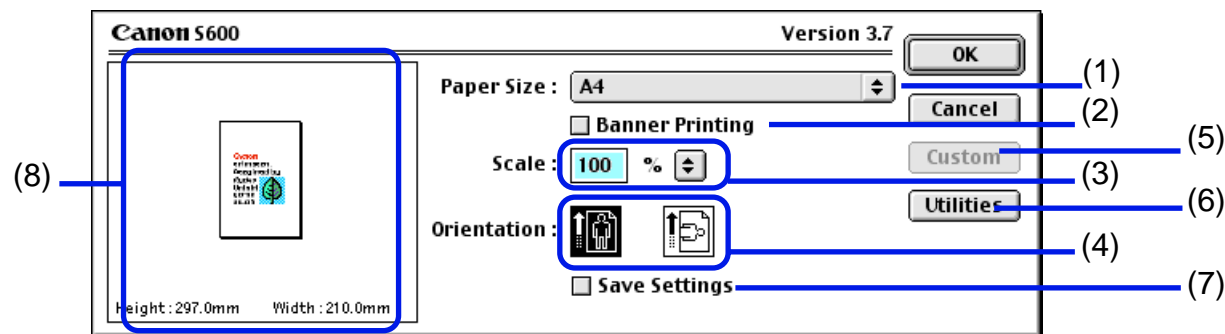 Canon S600
Version 3.7
OK
Paper Size : A4
(1)
Cancel
Banner Printing
(2)
Custom
(5)
Scale : 100 %
(3)
Utilities
(6)
Orientation :
(4)
Save Settings
(7)
(8)
Canon
Height : 297.0mm Width : 210.0mm